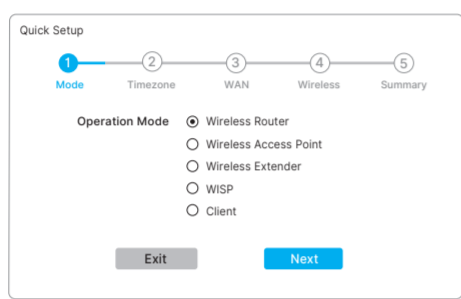 Quick Setup
1 2 3 4 5
Mode Timezone WAN Wireless Summary
Operation Mode Wireless Router
Wireless Access Point
Wireless Extender
WISP
Client
Exit Next